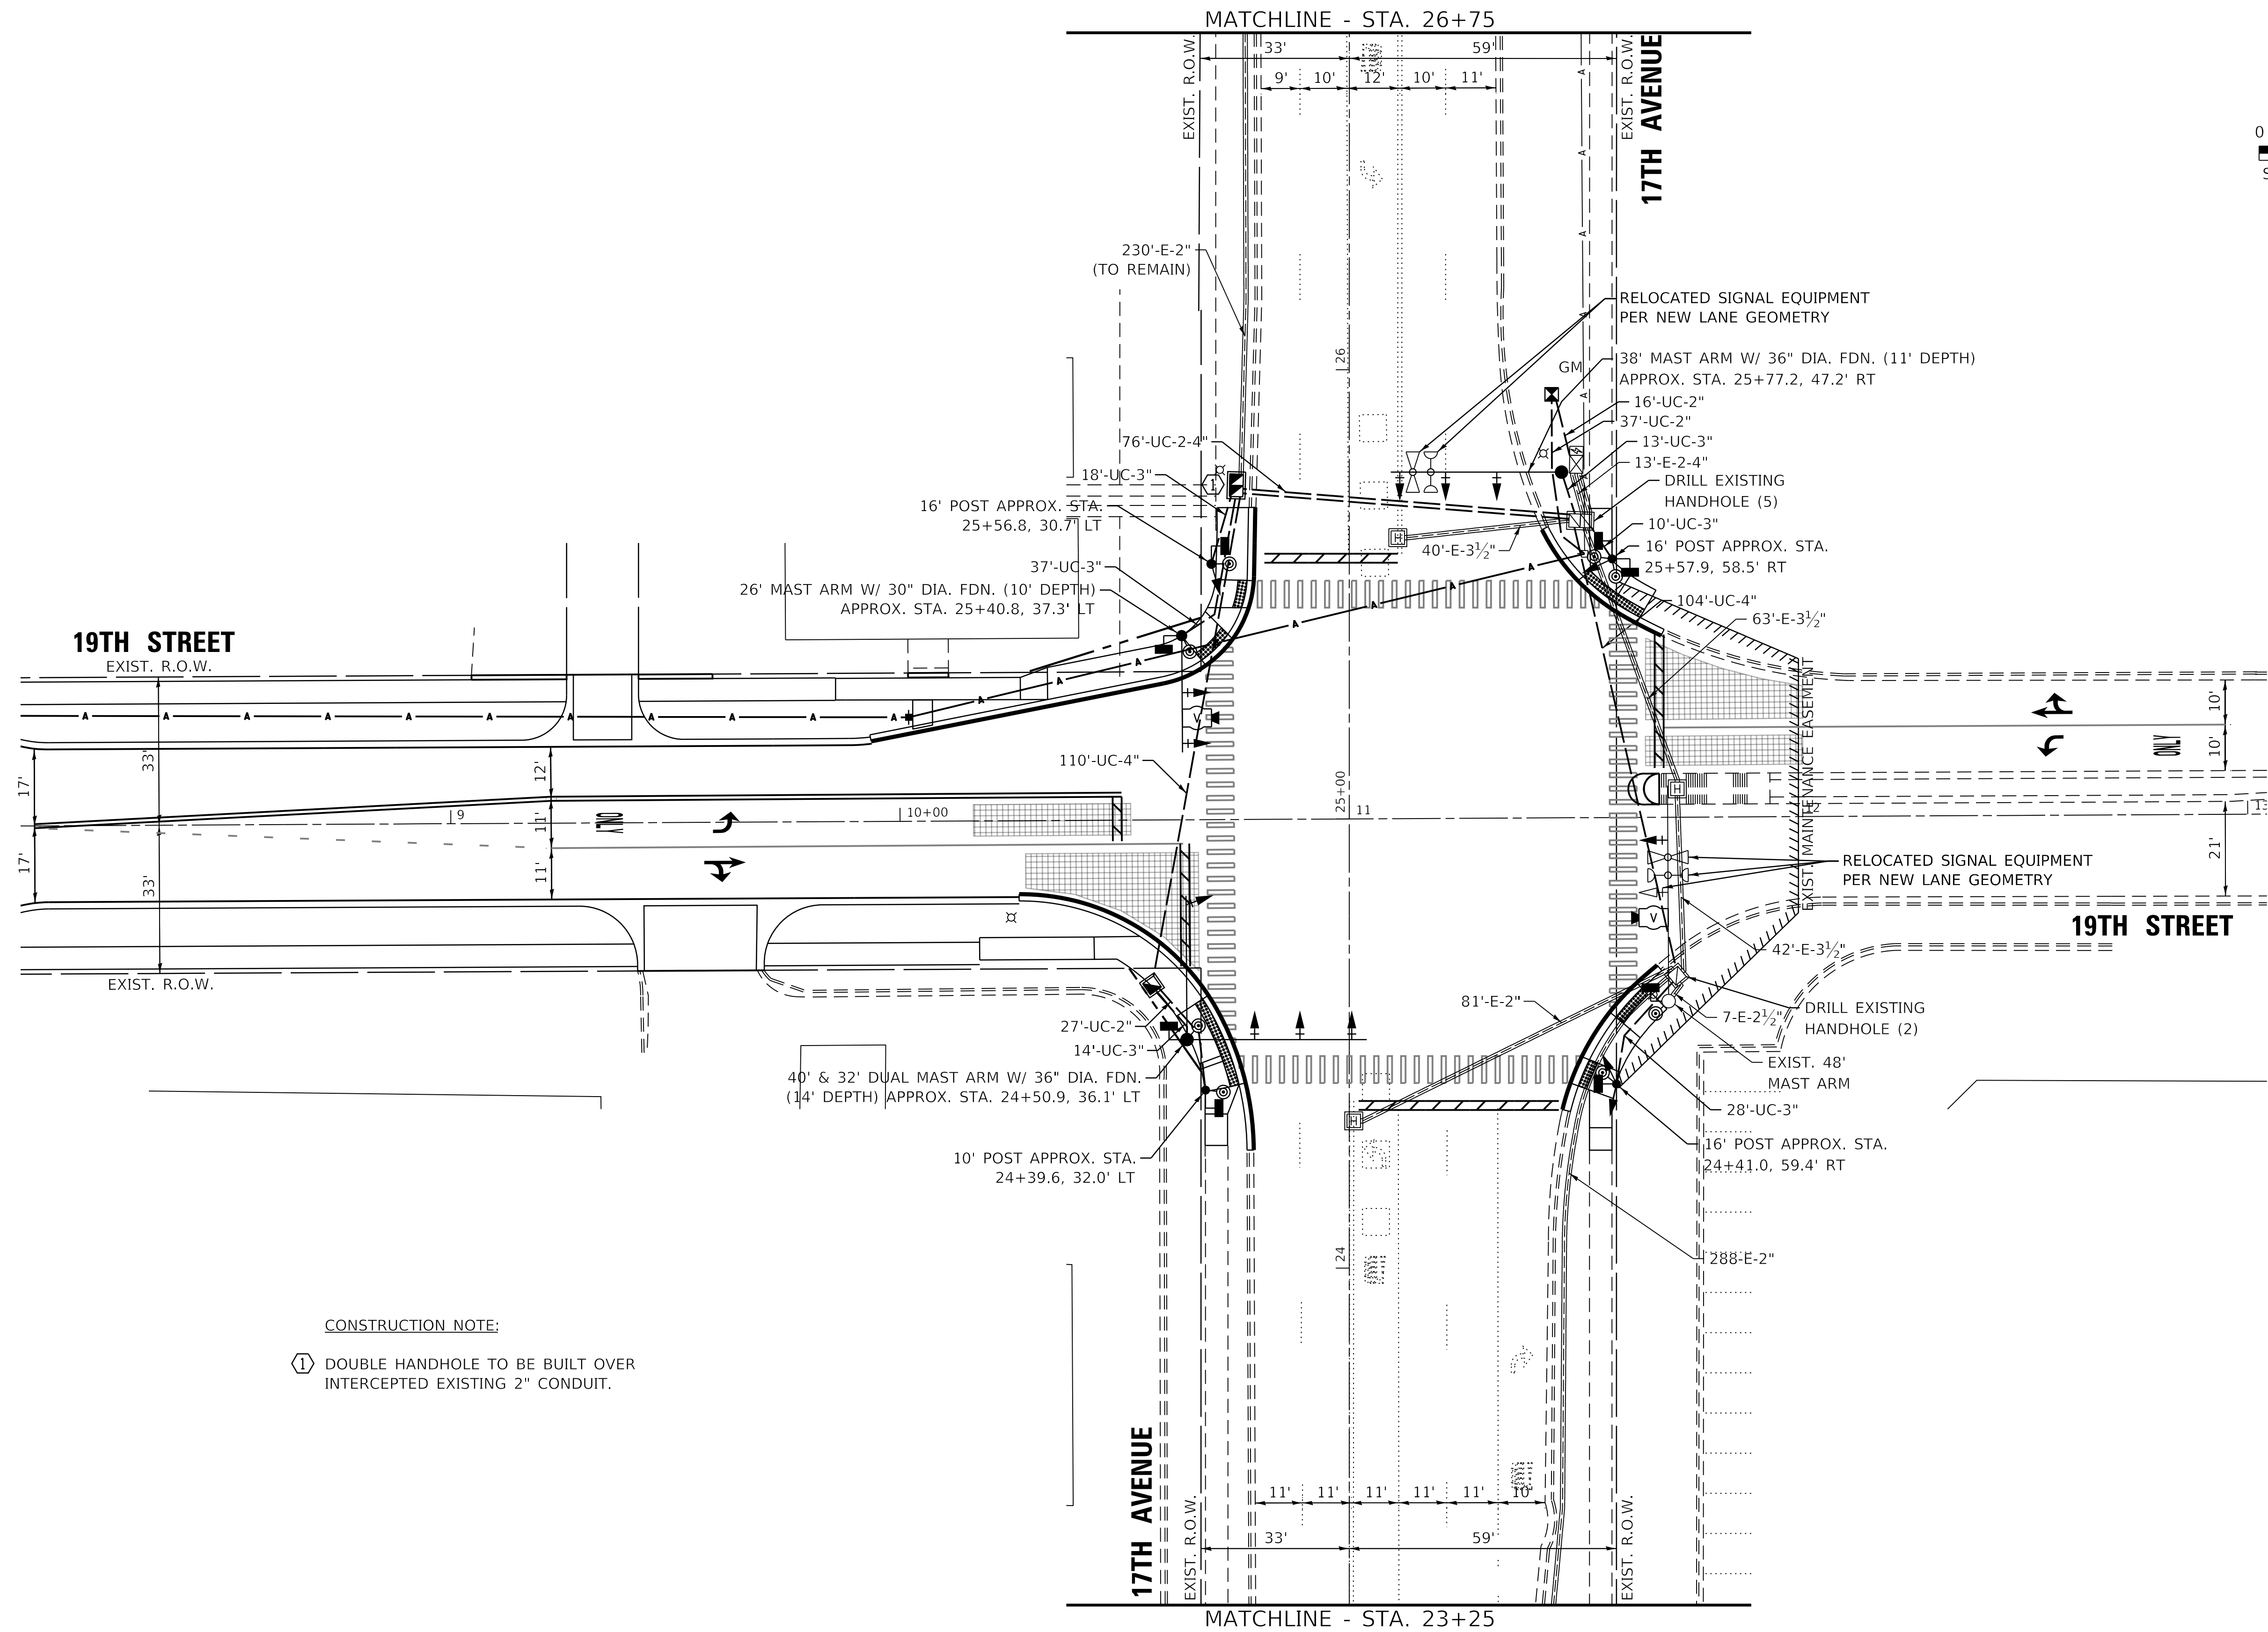 MATCHLINE - STA. 26+75
33'
59'
9'
10'
12'
10'
11'
EXIST. R.O.W.
EXIST. R.O.W.
17TH AVENUE
0
230'-E-2"
(TO REMAIN)
RELOCATED SIGNAL EQUIPMENT
PER NEW LANE GEOMETRY
26
GM
38' MAST ARM W/ 36" DIA. FDN. (11' DEPTH)
APPROX. STA. 25+77.2, 47.2' RT
16'-UC-2"
37'-UC-2"
13'-UC-3"
13'-E-2-4"
DRILL EXISTING
HANDHOLE (5)
10'-UC-3"
16' POST APPROX. STA.
25+57.9, 58.5' RT
104'-UC-4"
63'-E-3½"
76'-UC-2-4"
18'-UC-3"
1
16' POST APPROX. STA.
25+56.8, 30.7' LT
H
40'-E-3½"
37'-UC-3"
26' MAST ARM W/ 30" DIA. FDN. (10' DEPTH)
APPROX. STA. 25+40.8, 37.3' LT
A A A A
19TH STREET
EXIST. R.O.W.
A A A A A A A A A A A A
V
33'
17'
12'
110'-UC-4"
25+00
11
9
10+00
ONLY
11'
17'
33'
11'
EXIST. R.O.W.
EXIST. MAINTENANCE EASEMENT
10'
10'
ONLY
H
12
21'
RELOCATED SIGNAL EQUIPMENT
PER NEW LANE GEOMETRY
V
19TH STREET
42'-E-3½"
81'-E-2"
7-E-2½"
DRILL EXISTING
HANDHOLE (2)
27'-UC-2"
14'-UC-3"
40' & 32' DUAL MAST ARM W/ 36" DIA. FDN.
(14' DEPTH) APPROX. STA. 24+50.9, 36.1' LT
EXIST. 48'
MAST ARM
28'-UC-3"
H
10' POST APPROX. STA.
24+39.6, 32.0' LT
16' POST APPROX. STA.
24+41.0, 59.4' RT
24
288-E-2"
CONSTRUCTION NOTE:
1 DOUBLE HANDHOLE TO BE BUILT OVER
INTERCEPTED EXISTING 2" CONDUIT.
17TH AVENUE
EXIST. R.O.W.
11'
11'
11'
11'
11'
10'
33'
59'
EXIST. R.O.W.
MATCHLINE - STA. 23+25